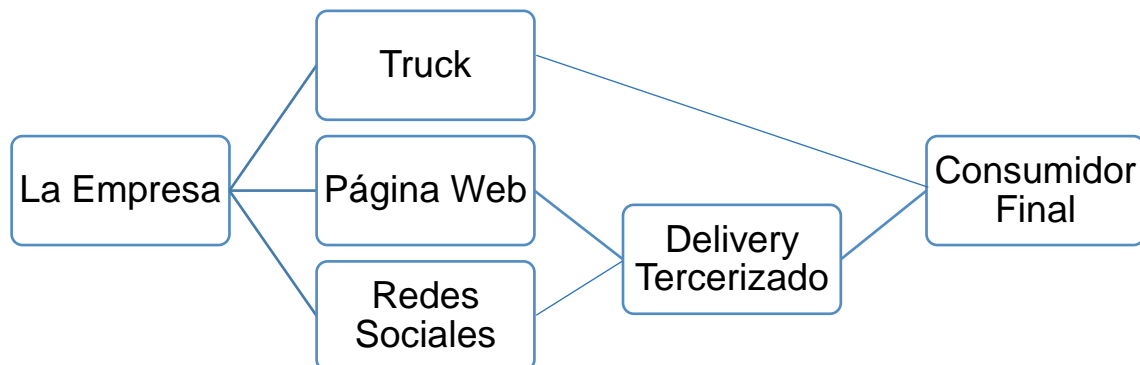 La Empresa
Truck
Página Web
Redes
Sociales
Delivery
Tercerizado
Consumidor
Final